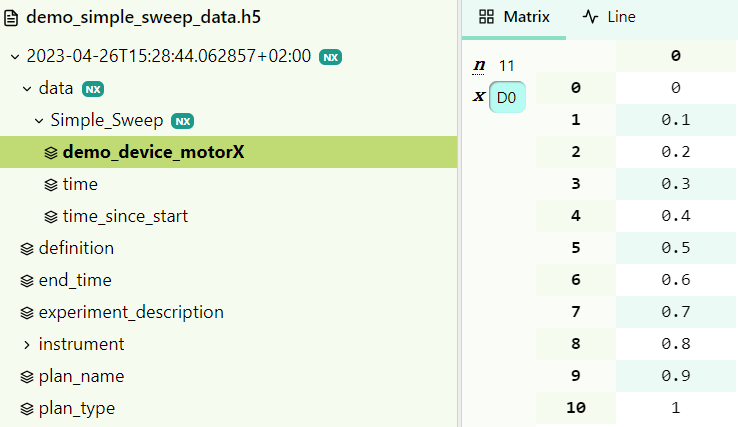 demo_simple_sweep_data.h5
2023-04-26T15:28:44.062857+02:00 NX
data NX
Simple_Sweep NX
demo_device_motorX
time
time_since_start
definition
end_time
experiment_description
instrument
plan_name
plan_type
Matrix Line
n 11
x D0
0
0 0
1 0.1
2 0.2
3 0.3
4 0.4
5 0.5
6 0.6
7 0.7
8 0.8
9 0.9
10 1